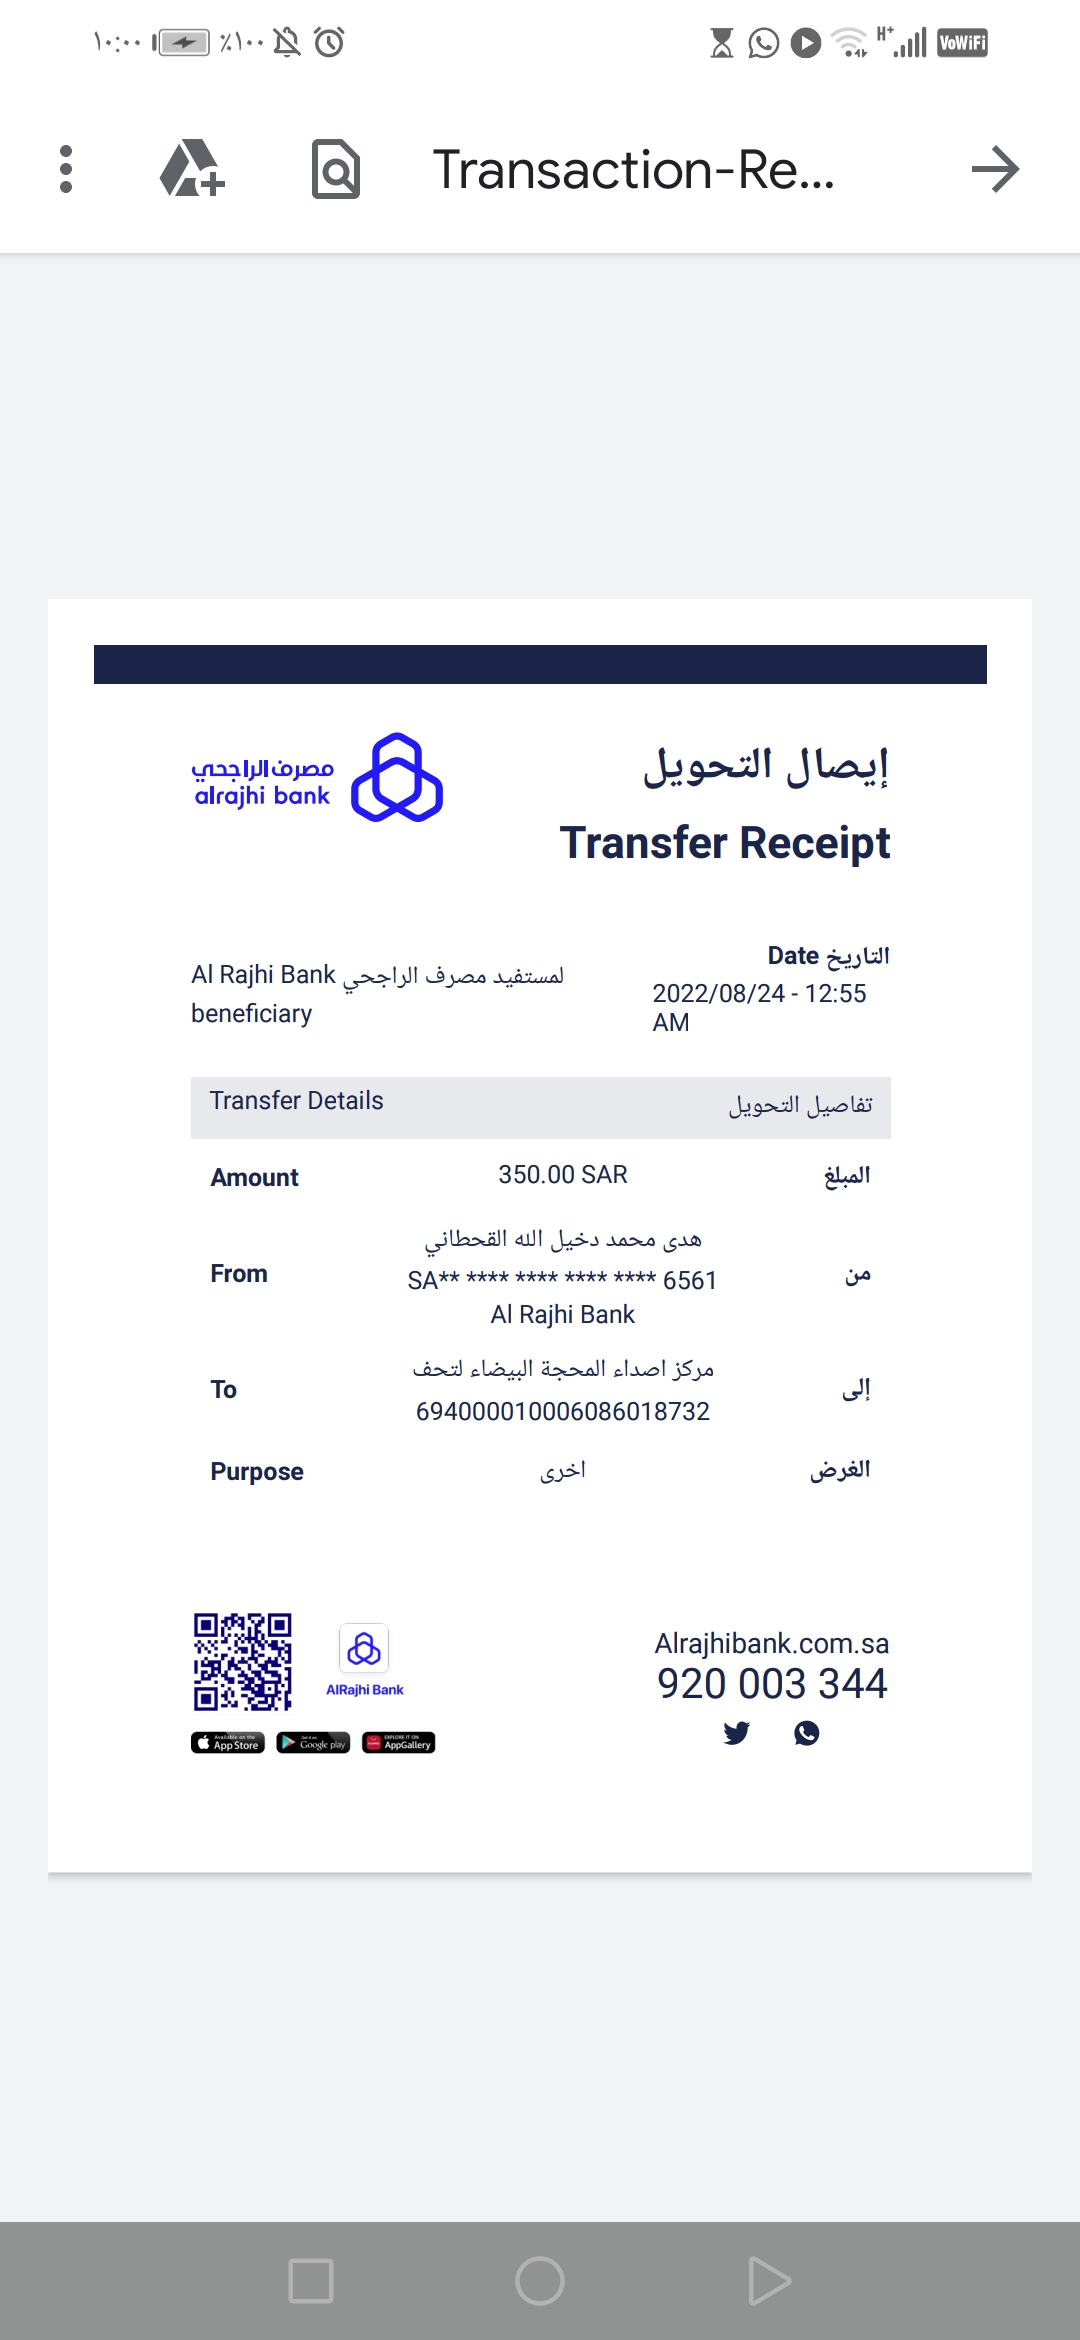 ١٠:٠٠ ٪١٠٠ H+ VoWiFi
Transaction-Re...
مصرف الراجحي
alrajhi bank
إيصال التحويل
Transfer Receipt
Al Rajhi Bank لمستفيد مصرف الراجحي
beneficiary
Date التاريخ
2022/08/24 - 12:55
AM
Transfer Details تفاصيل التحويل
Amount 350.00 SAR المبلغ
هدى محمد دخيل الله القحطاني
From SA** **** **** **** **** 6561 من
Al Rajhi Bank
مركز اصداء المحجة البيضاء لتحف
To إلى
694000010006086018732
Purpose اخرى الغرض
AlRajhi Bank
Available on the App Store
Get it on Google play
EXPLORE IT ON AppGallery
Alrajhibank.com.sa
920 003 344